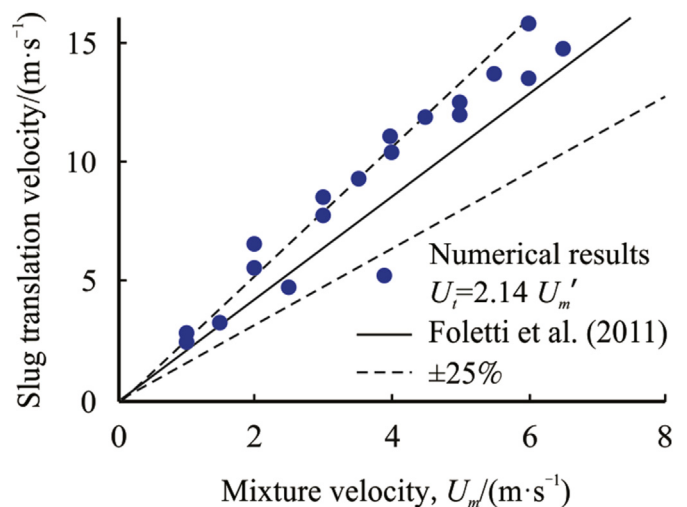 15
10
5
0
0
2
4
6
8
Slug translation velocity/(m·s⁻¹)
Mixture velocity, Uₘ/(m·s⁻¹)
Numerical results
Uₜ=2.14 Uₘ′
Foletti et al. (2011)
±25%